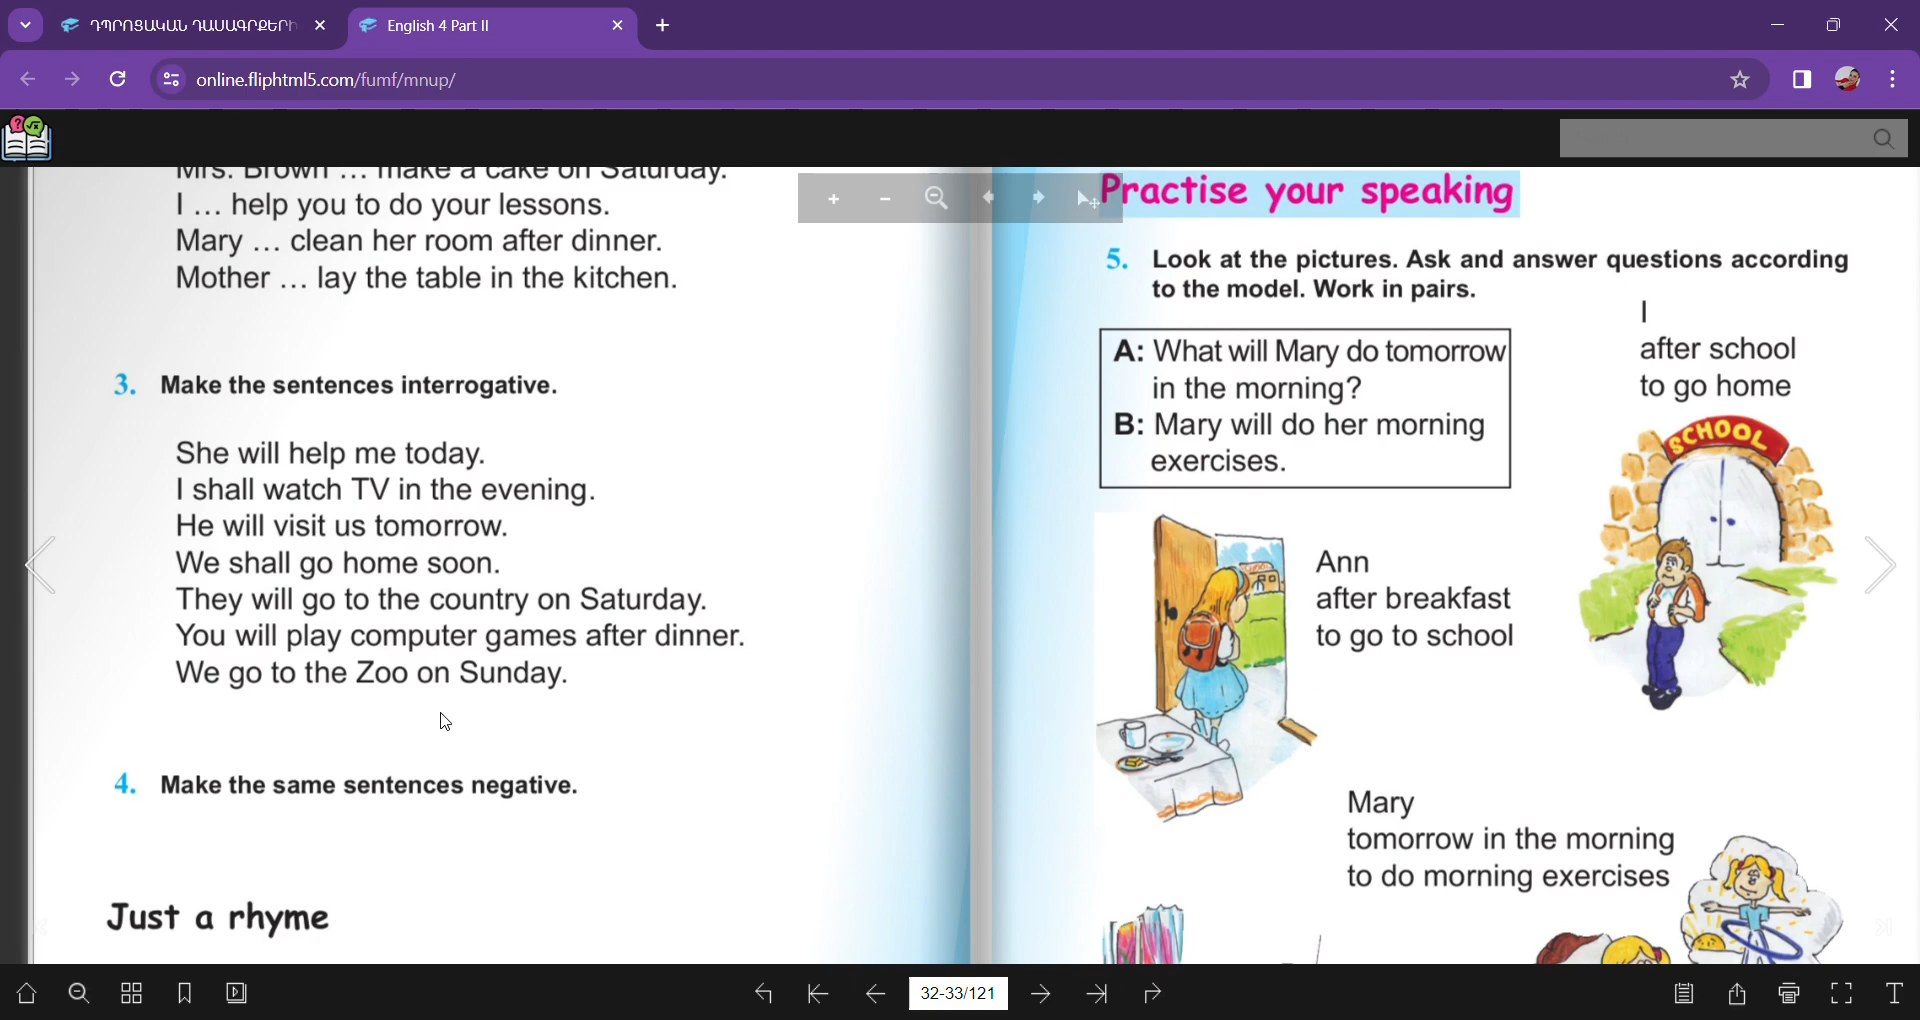 ԴՊՐՈՑԱԿԱՆ ԴԱՍԱԳՐՔԵՐԻ
English 4 Part II
online.fliphtml5.com/fumf/mnup/
Mrs. Brown ... make a cake on Saturday.
I ... help you to do your lessons.
Mary ... clean her room after dinner.
Mother ... lay the table in the kitchen.
3. Make the sentences interrogative.
She will help me today.
I shall watch TV in the evening.
He will visit us tomorrow.
We shall go home soon.
They will go to the country on Saturday.
You will play computer games after dinner.
We go to the Zoo on Sunday.
4. Make the same sentences negative.
Just a rhyme
Practise your speaking
5. Look at the pictures. Ask and answer questions according
to the model. Work in pairs.
A: What will Mary do tomorrow
in the morning?
B: Mary will do her morning
exercises.
I
after school
to go home
SCHOOL
Ann
after breakfast
to go to school
Mary
tomorrow in the morning
to do morning exercises
32-33/121